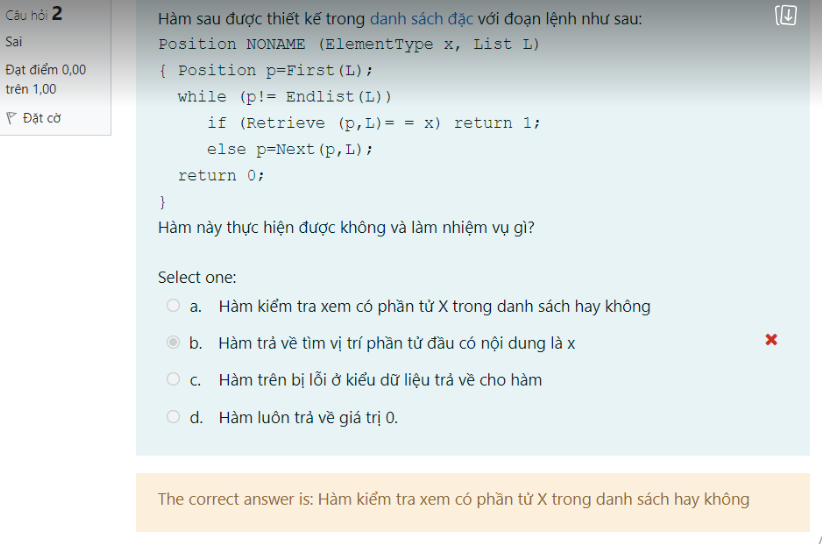 Câu hỏi 2
Sai
Đạt điểm 0,00
trên 1,00
Đặt cờ
Hàm sau được thiết kế trong danh sách đặc với đoạn lệnh như sau:
Position NONAME (ElementType x, List L)
{ Position p=First(L);
while (p!= Endlist(L))
if (Retrieve (p,L)= = x) return 1;
else p=Next(p,L);
return 0;
}
Hàm này thực hiện được không và làm nhiệm vụ gì?
Select one:
a. Hàm kiểm tra xem có phần tử X trong danh sách hay không
b. Hàm trả về tìm vị trí phần tử đầu có nội dung là x
c. Hàm trên bị lỗi ở kiểu dữ liệu trả về cho hàm
d. Hàm luôn trả về giá trị 0.
The correct answer is: Hàm kiểm tra xem có phần tử X trong danh sách hay không